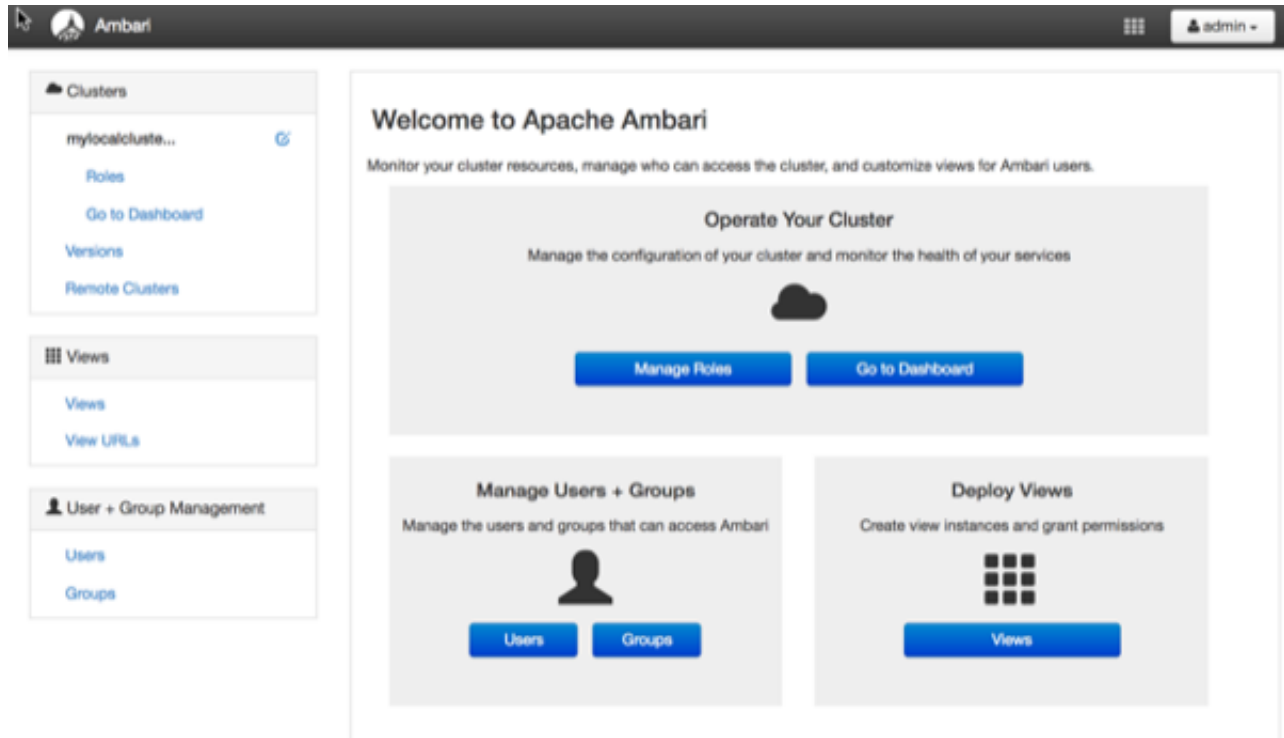 Ambari
admin
Clusters
mylocalcluste...
Roles
Go to Dashboard
Versions
Remote Clusters
Views
Views
View URLs
User + Group Management
Users
Groups
Welcome to Apache Ambari
Monitor your cluster resources, manage who can access the cluster, and customize views for Ambari users.
Operate Your Cluster
Manage the configuration of your cluster and monitor the health of your services
Manage Roles
Go to Dashboard
Manage Users + Groups
Manage the users and groups that can access Ambari
Users
Groups
Deploy Views
Create view instances and grant permissions
Views